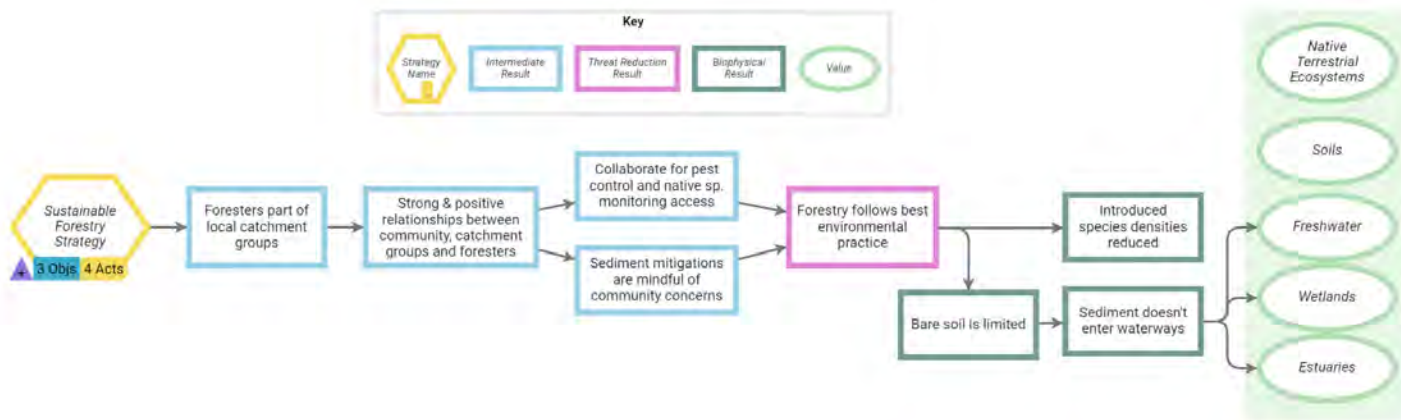 Key
Strategy
Name
Intermediate
Result
Threat Reduction
Result
Biophysical
Result
Value
Native
Terrestrial
Ecosystems
Soils
Freshwater
Wetlands
Estuaries
Sustainable
Forestry
Strategy
3 Objs
4 Acts
Foresters part of
local catchment
groups
Strong & positive
relationships between
community, catchment
groups and foresters
Collaborate for pest
control and native sp.
monitoring access
Sediment mitigations
are mindful of
community concerns
Forestry follows best
environmental
practice
Introduced
species densities
reduced
Bare soil is limited
Sediment doesn't
enter waterways